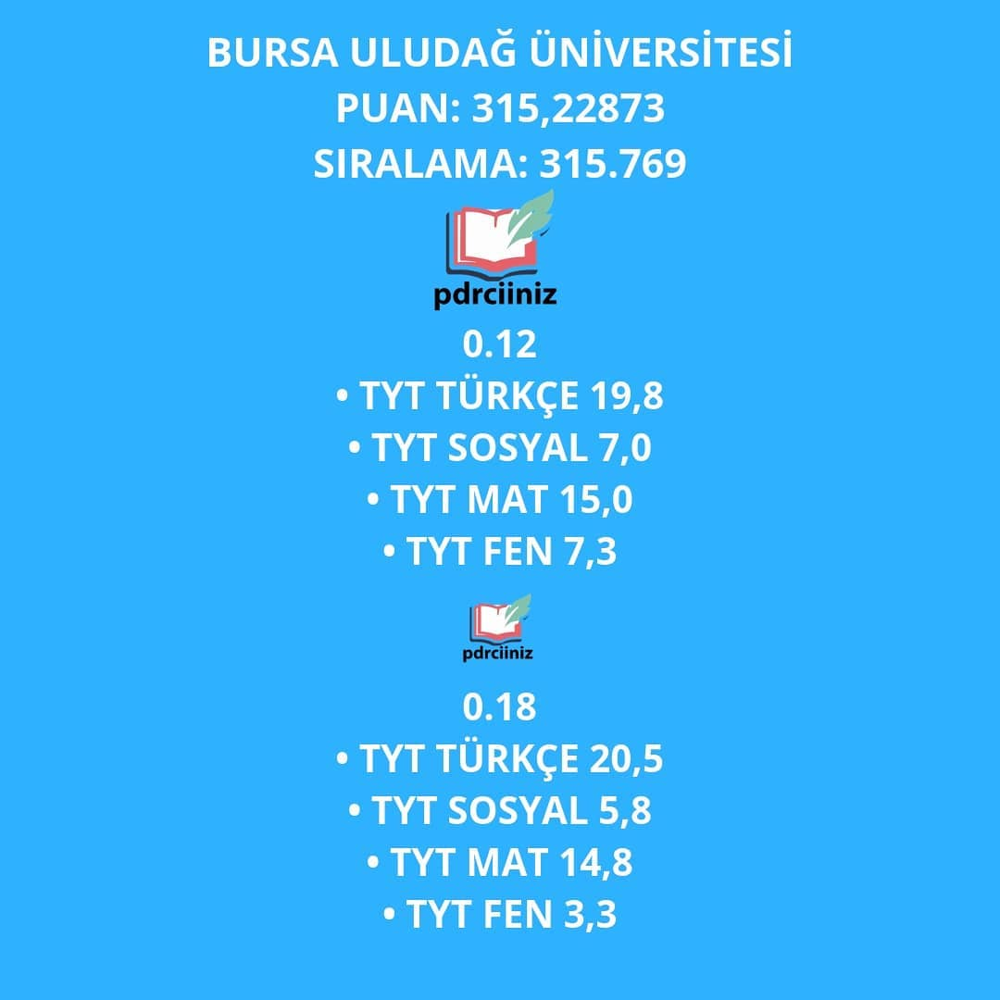 BURSA ULUDAĞ ÜNİVERSİTESİ
PUAN: 315,22873
SIRALAMA: 315.769
pdrciiniz
0.12
• TYT TÜRKÇE 19,8
• TYT SOSYAL 7,0
• TYT MAT 15,0
• TYT FEN 7,3
pdrciiniz
0.18
• TYT TÜRKÇE 20,5
• TYT SOSYAL 5,8
• TYT MAT 14,8
• TYT FEN 3,3